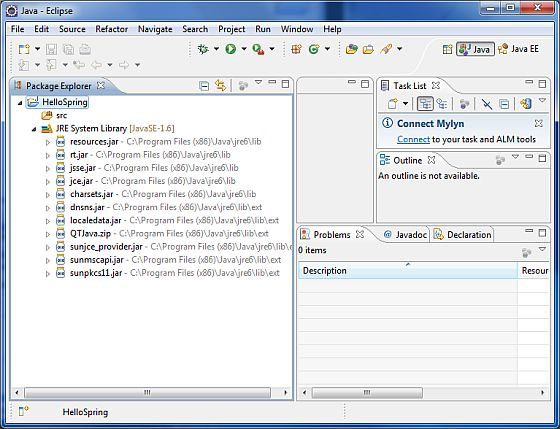 Java - Eclipse
File Edit Source Refactor Navigate Search Project Run Window Help
Java Java EE
Package Explorer
HelloSpring
src
JRE System Library [JavaSE-1.6]
resources.jar - C:\Program Files (x86)\Java\jre6\lib
rt.jar - C:\Program Files (x86)\Java\jre6\lib
jsse.jar - C:\Program Files (x86)\Java\jre6\lib
jce.jar - C:\Program Files (x86)\Java\jre6\lib
charsets.jar - C:\Program Files (x86)\Java\jre6\lib
dnsns.jar - C:\Program Files (x86)\Java\jre6\lib\ext
localedata.jar - C:\Program Files (x86)\Java\jre6\lib\ext
QTJava.zip - C:\Program Files (x86)\Java\jre6\lib\ext
sunjce_provider.jar - C:\Program Files (x86)\Java\jre6\lib\e
sunmscapi.jar - C:\Program Files (x86)\Java\jre6\lib\ext
sunpkcs11.jar - C:\Program Files (x86)\Java\jre6\lib\ext
Task List
Connect Mylyn
Connect to your task and ALM tools
Outline
An outline is not available.
Problems @ Javadoc Declaration
0 items
Description Resour
HelloSpring